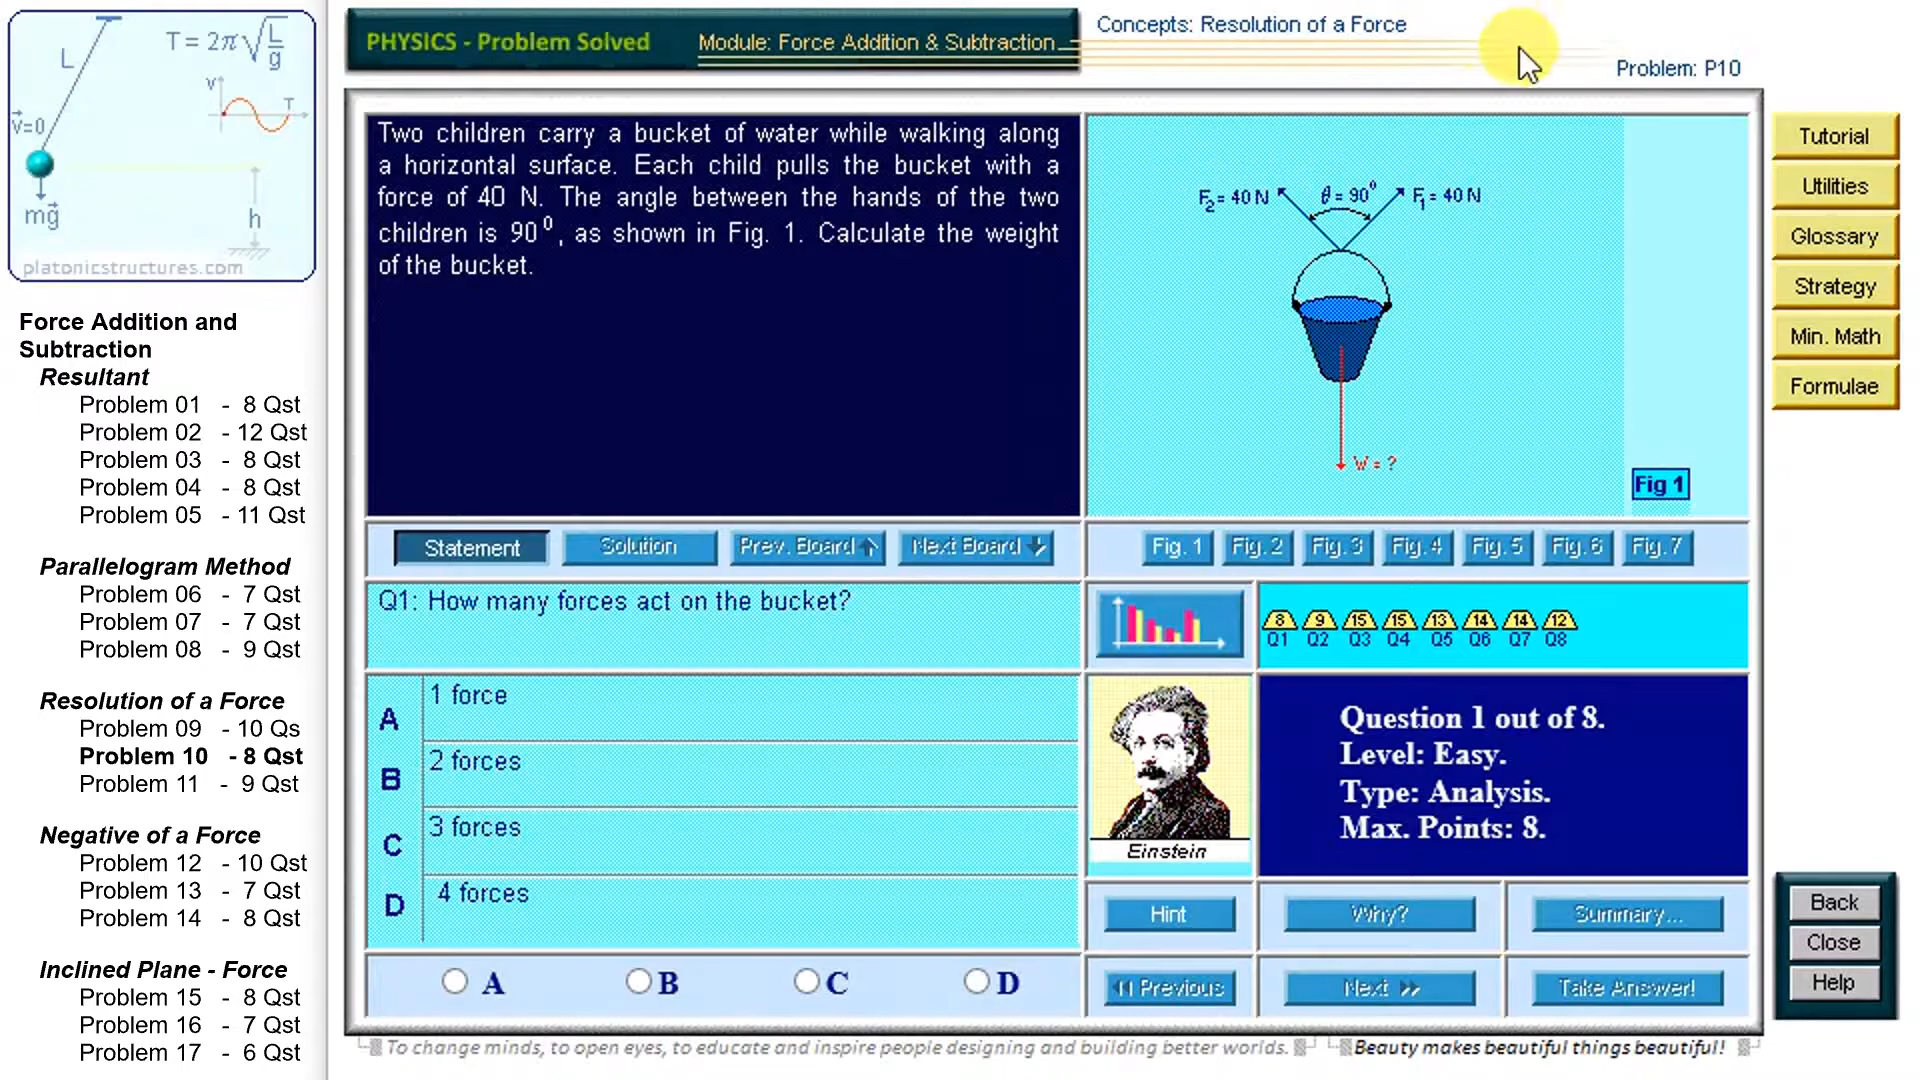 L
T = 2π√L/g
v
T
v=0
mg
h
platonicstructures.com
Force Addition and
Subtraction
Resultant
Problem 01 - 8 Qst
Problem 02 - 12 Qst
Problem 03 - 8 Qst
Problem 04 - 8 Qst
Problem 05 - 11 Qst
Parallelogram Method
Problem 06 - 7 Qst
Problem 07 - 7 Qst
Problem 08 - 9 Qst
Resolution of a Force
Problem 09 - 10 Qs
Problem 10 - 8 Qst
Problem 11 - 9 Qst
Negative of a Force
Problem 12 - 10 Qst
Problem 13 - 7 Qst
Problem 14 - 8 Qst
Inclined Plane - Force
Problem 15 - 8 Qst
Problem 16 - 7 Qst
Problem 17 - 6 Qst
PHYSICS - Problem Solved
Module: Force Addition & Subtraction
Concepts: Resolution of a Force
Problem: P10
Two children carry a bucket of water while walking along
a horizontal surface. Each child pulls the bucket with a
force of 40 N. The angle between the hands of the two
children is 90⁰, as shown in Fig. 1. Calculate the weight
of the bucket.
F₂ = 40 N θ = 90⁰ F₁ = 40 N
W = ?
Fig 1
Statement
Solution
Prev. Board
Next Board
Fig. 1
Fig. 2
Fig. 3
Fig. 4
Fig. 5
Fig. 6
Fig. 7
Q1: How many forces act on the bucket?
8 9 15 15 13 14 14 12
Q1 Q2 Q3 Q4 Q5 Q6 Q7 Q8
A 1 force
B 2 forces
C 3 forces
D 4 forces
Einstein
Question 1 out of 8.
Level: Easy.
Type: Analysis.
Max. Points: 8.
Hint
Why?
Summary...
A
B
C
D
Previous
Next
Take Answer!
Tutorial
Utilities
Glossary
Strategy
Min. Math
Formulae
Back
Close
Help
To change minds, to open eyes, to educate and inspire people designing and building better worlds.
Beauty makes beautiful things beautiful!